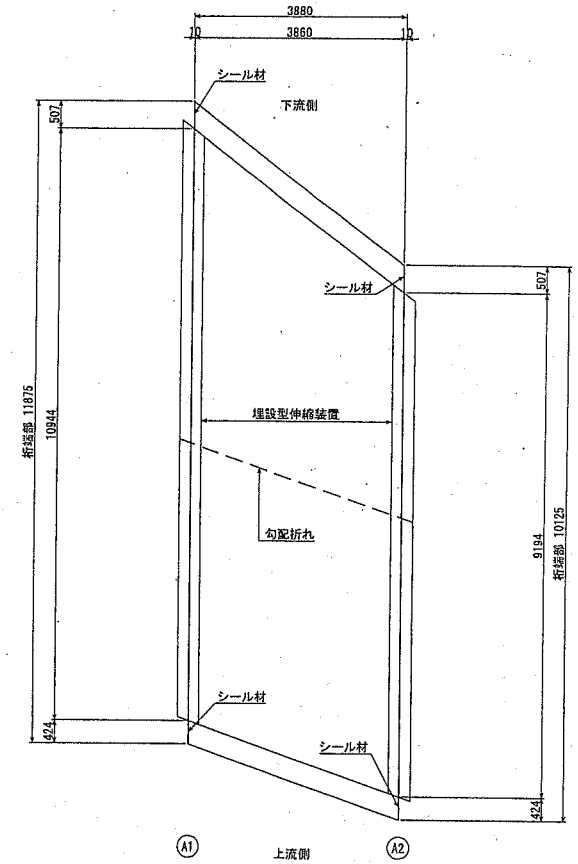 3880
10 3860 10
シール材
下流側
507
507
シール材
桁端部 11875
10944
埋設型伸縮装置
勾配折れ
9194
桁端部 10125
シール材
シール材
424
424
A1 上流側 A2